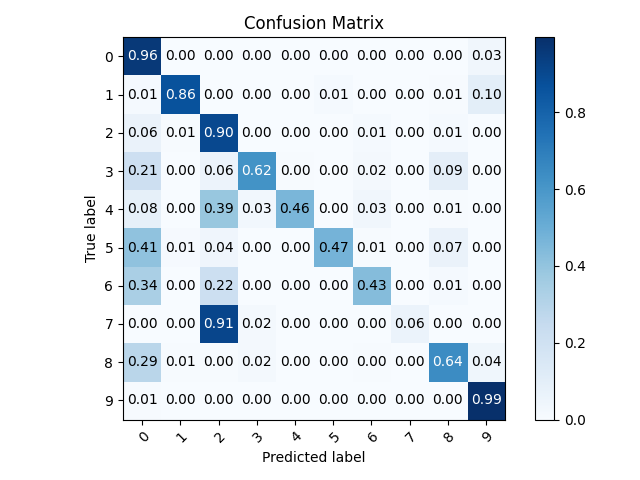 Confusion Matrix
0 0.96 0.00 0.00 0.00 0.00 0.00 0.00 0.00 0.00 0.03
1 0.01 0.86 0.00 0.00 0.00 0.01 0.00 0.00 0.01 0.10
2 0.06 0.01 0.90 0.00 0.00 0.00 0.01 0.00 0.01 0.00
3 0.21 0.00 0.06 0.62 0.00 0.00 0.02 0.00 0.09 0.00
4 0.08 0.00 0.39 0.03 0.46 0.00 0.03 0.00 0.01 0.00
5 0.41 0.01 0.04 0.00 0.00 0.47 0.01 0.00 0.07 0.00
6 0.34 0.00 0.22 0.00 0.00 0.00 0.43 0.00 0.01 0.00
7 0.00 0.00 0.91 0.02 0.00 0.00 0.00 0.06 0.00 0.00
8 0.29 0.01 0.00 0.02 0.00 0.00 0.00 0.00 0.64 0.04
9 0.01 0.00 0.00 0.00 0.00 0.00 0.00 0.00 0.00 0.99
0 1 2 3 4 5 6 7 8 9
Predicted label
True label
0.8
0.6
0.4
0.2
0.0